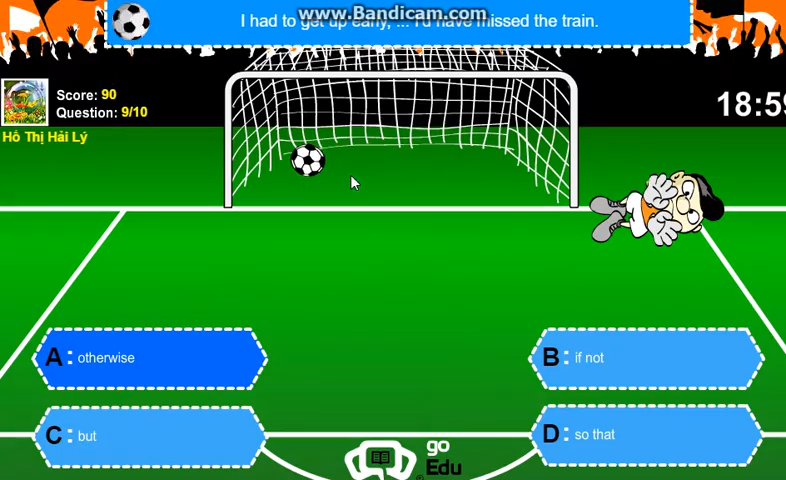 www.Bandicam.com
I had to get up early, ... I'd have missed the train.
Score: 90
Question: 9/10
18:59
Hồ Thị Hải Lý
A : otherwise
B : if not
C : but
D : so that
go
Edu